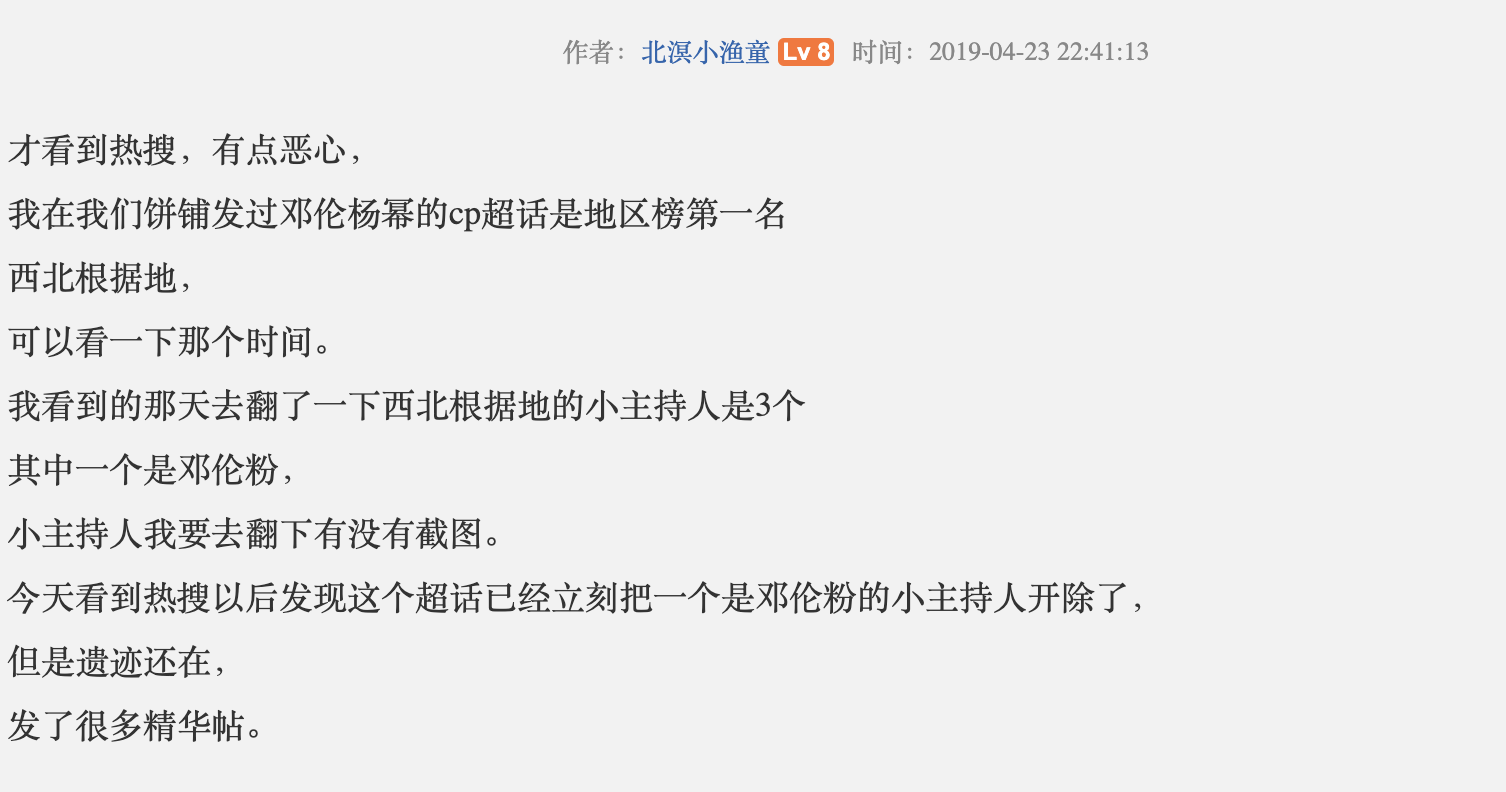 作者：北溟小渔童 Lv 8 时间：2019-04-23 22:41:13
才看到热搜，有点恶心，
我在我们饼铺发过邓伦杨幂的cp超话是地区榜第一名
西北根据地，
可以看一下那个时间。
我看到的那天去翻了一下西北根据地的小主持人是3个
其中一个是邓伦粉，
小主持人我要去翻下有没有截图。
今天看到热搜以后发现这个超话已经立刻把一个是邓伦粉的小主持人开除了，
但是遗迹还在，
发了很多精华帖。